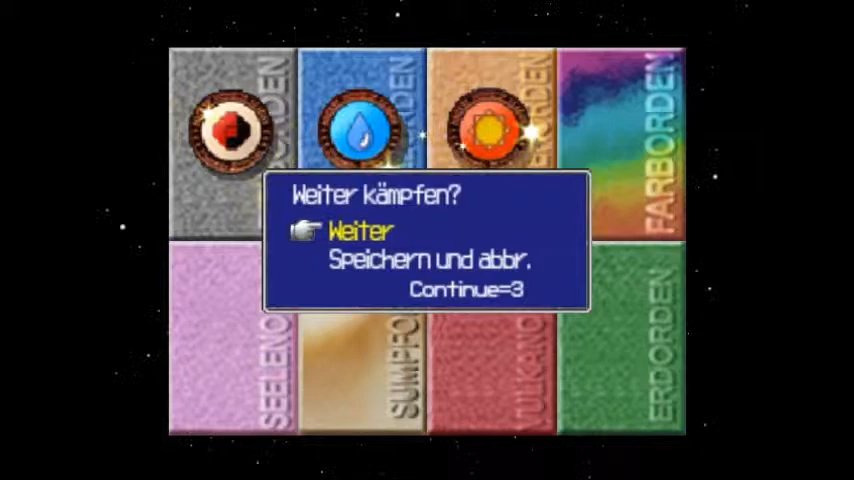 FARBORDEN
Weiter kämpfen?
Weiter
Speichern und abbr.
Continue=3
SEELENO
SUMPFO
VULKANO
ERDORDEN